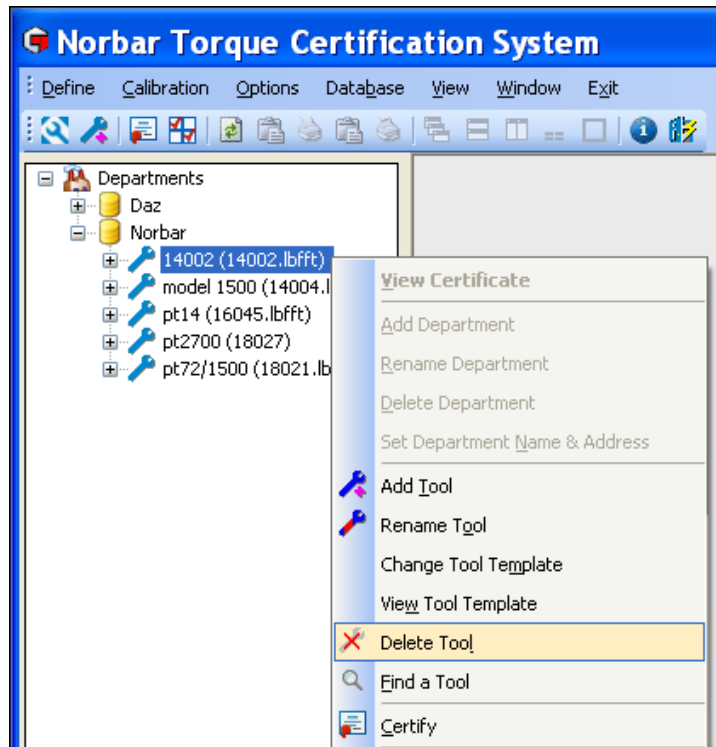 Norbar Torque Certification System
Define Calibration Options Database View Window Exit
Departments
Daz
Norbar
14002 (14002.lbfft)
model 1500 (14004.l
pt14 (16045.lbfft)
pt2700 (18027)
pt72/1500 (18021.lb
View Certificate
Add Department
Rename Department
Delete Department
Set Department Name & Address
Add Tool
Rename Tool
Change Tool Template
View Tool Template
Delete Tool
Find a Tool
Certify